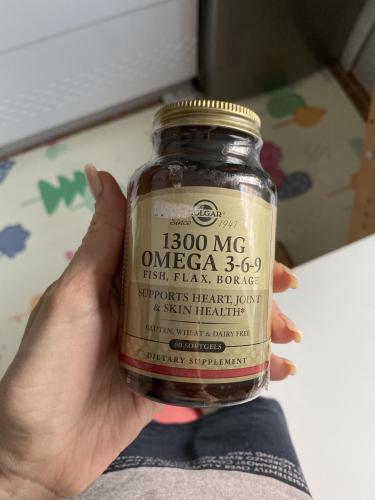 SOLGAR
Since 1947
1300 MG
OMEGA 3-6-9
FISH, FLAX, BORAGE
SUPPORTS HEART, JOINT
& SKIN HEALTH*
GLUTEN, WHEAT & DAIRY FREE
60 SOFTGELS
DIETARY SUPPLEMENT